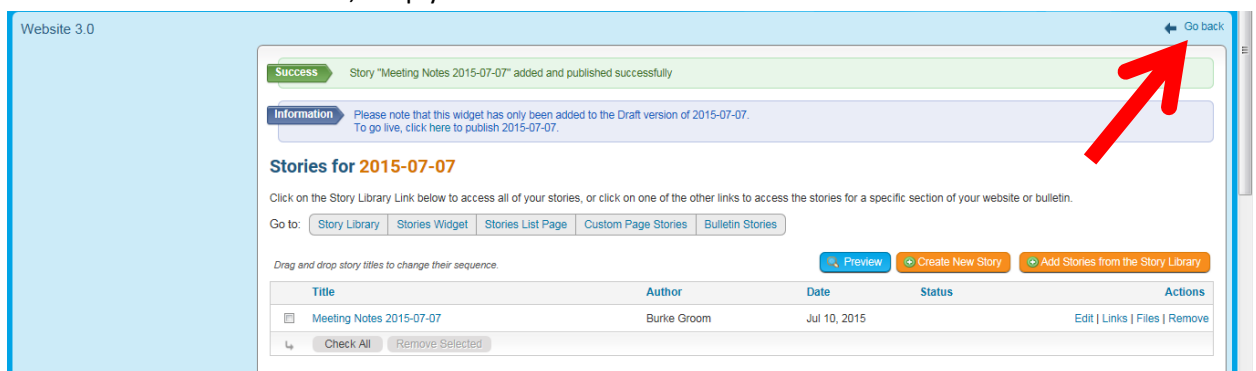 Website 3.0
Go back
Success Story "Meeting Notes 2015-07-07" added and published successfully
Information Please note that this widget has only been added to the Draft version of 2015-07-07.
To go live, click here to publish 2015-07-07.
Stories for 2015-07-07
Click on the Story Library Link below to access all of your stories, or click on one of the other links to access the stories for a specific section of your website or bulletin.
Go to: Story Library Stories Widget Stories List Page Custom Page Stories Bulletin Stories
Drag and drop story titles to change their sequence. Preview Create New Story Add Stories from the Story Library
Title Author Date Status Actions
Meeting Notes 2015-07-07 Burke Groom Jul 10, 2015 Edit | Links | Files | Remove
Check All Remove Selected